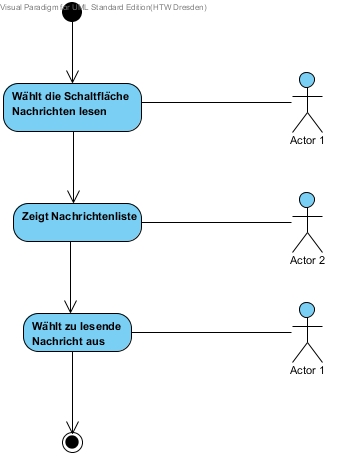 Visual Paradigm for UML Standard Edition(HTW Dresden)
Wählt die Schaltfläche
Nachrichten lesen
Actor 1
Zeigt Nachrichtenliste
Actor 2
Wählt zu lesende
Nachricht aus
Actor 1